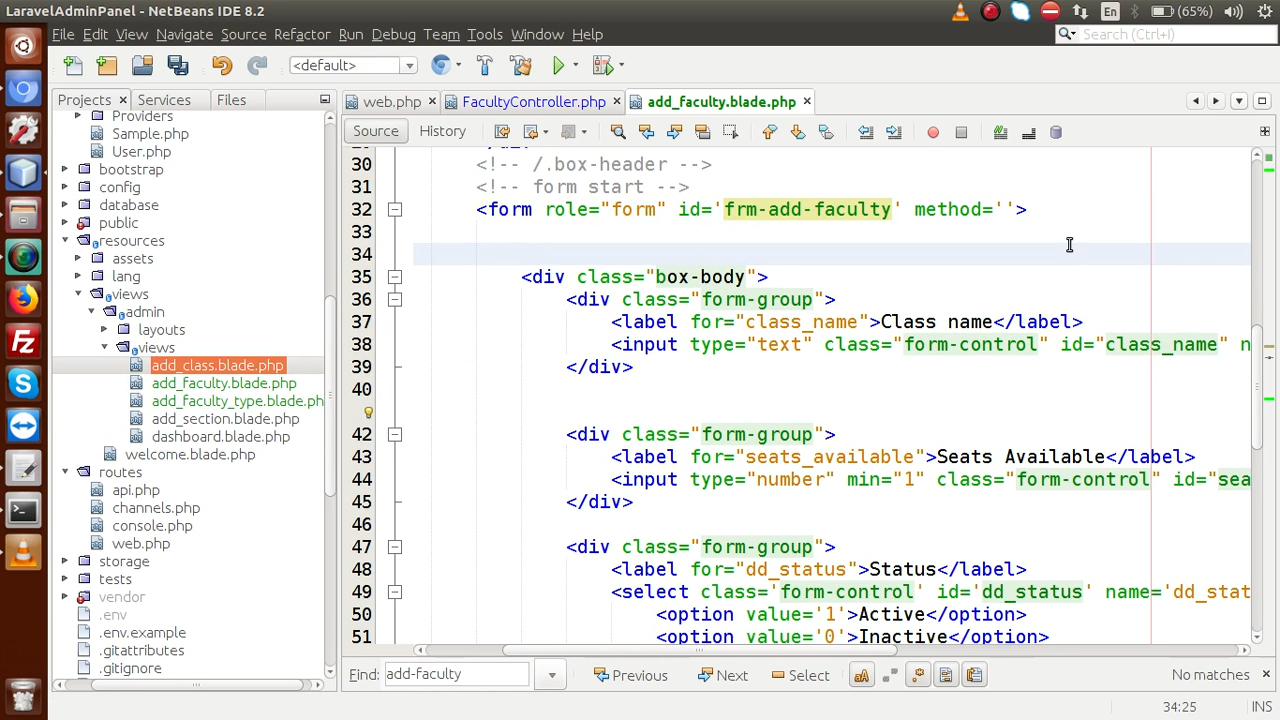 LaravelAdminPanel - NetBeans IDE 8.2
En
(65%)
File Edit View Navigate Source Refactor Run Debug Team Tools Window Help
Search (Ctrl+I)
<default>
Projects
Services
Files
web.php
FacultyController.php
add_faculty.blade.php
Source
History
Providers
Sample.php
User.php
bootstrap
config
database
public
resources
assets
lang
views
admin
layouts
views
add_class.blade.php
add_faculty.blade.php
add_faculty_type.blade.ph
add_section.blade.php
dashboard.blade.php
welcome.blade.php
routes
api.php
channels.php
console.php
web.php
storage
tests
vendor
.env
.env.example
.gitattributes
.gitignore
30 <!-- /.box-header -->
31 <!-- form start -->
32 <form role="form" id='frm-add-faculty' method=''>
33
34
35 <div class="box-body">
36 <div class="form-group">
37 <label for="class_name">Class name</label>
38 <input type="text" class="form-control" id="class_name" n
39 </div>
40
42 <div class="form-group">
43 <label for="seats_available">Seats Available</label>
44 <input type="number" min="1" class="form-control" id="sea
45 </div>
46
47 <div class="form-group">
48 <label for="dd_status">Status</label>
49 <select class='form-control' id='dd_status' name='dd_stat
50 <option value='1'>Active</option>
51 <option value='0'>Inactive</option>
Find: add-faculty
Previous
Next
Select
No matches
34:25
INS